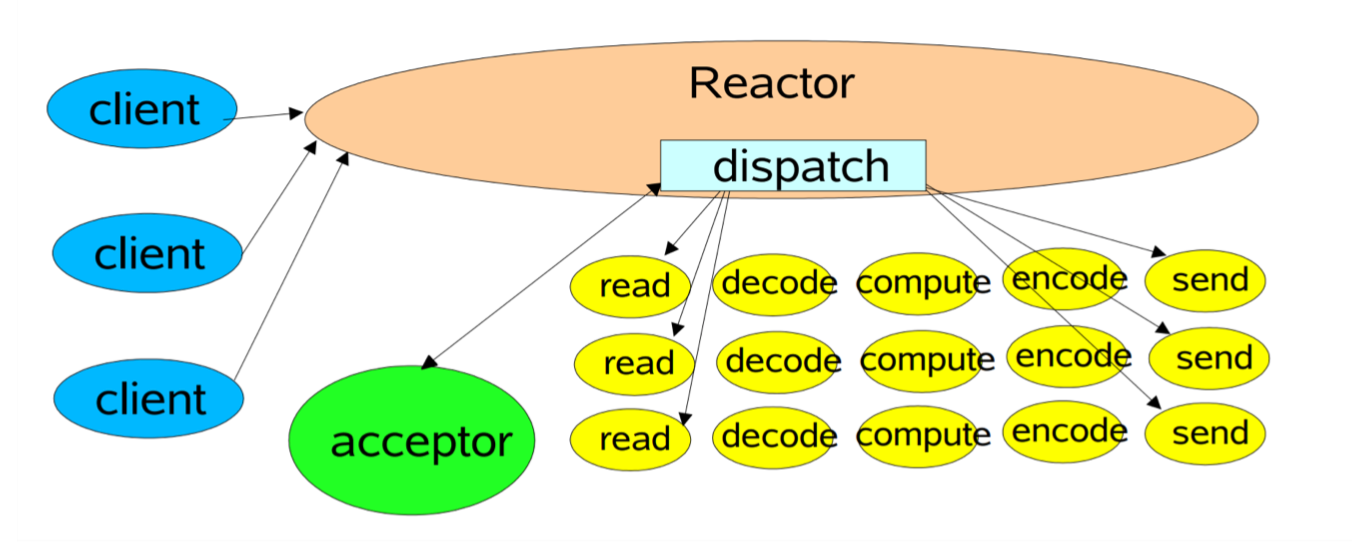 Reactor
client
dispatch
client
read decode compute encode send
read decode compute encode send
client
acceptor
read decode compute encode send